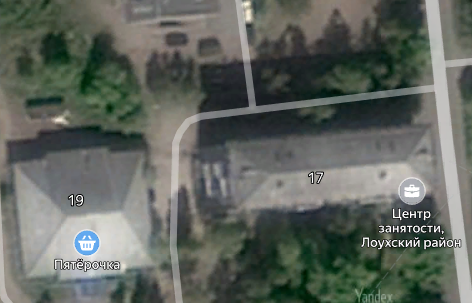 17
19
Центр
занятости,
Лоухский район
Пятёрочка
Yandex